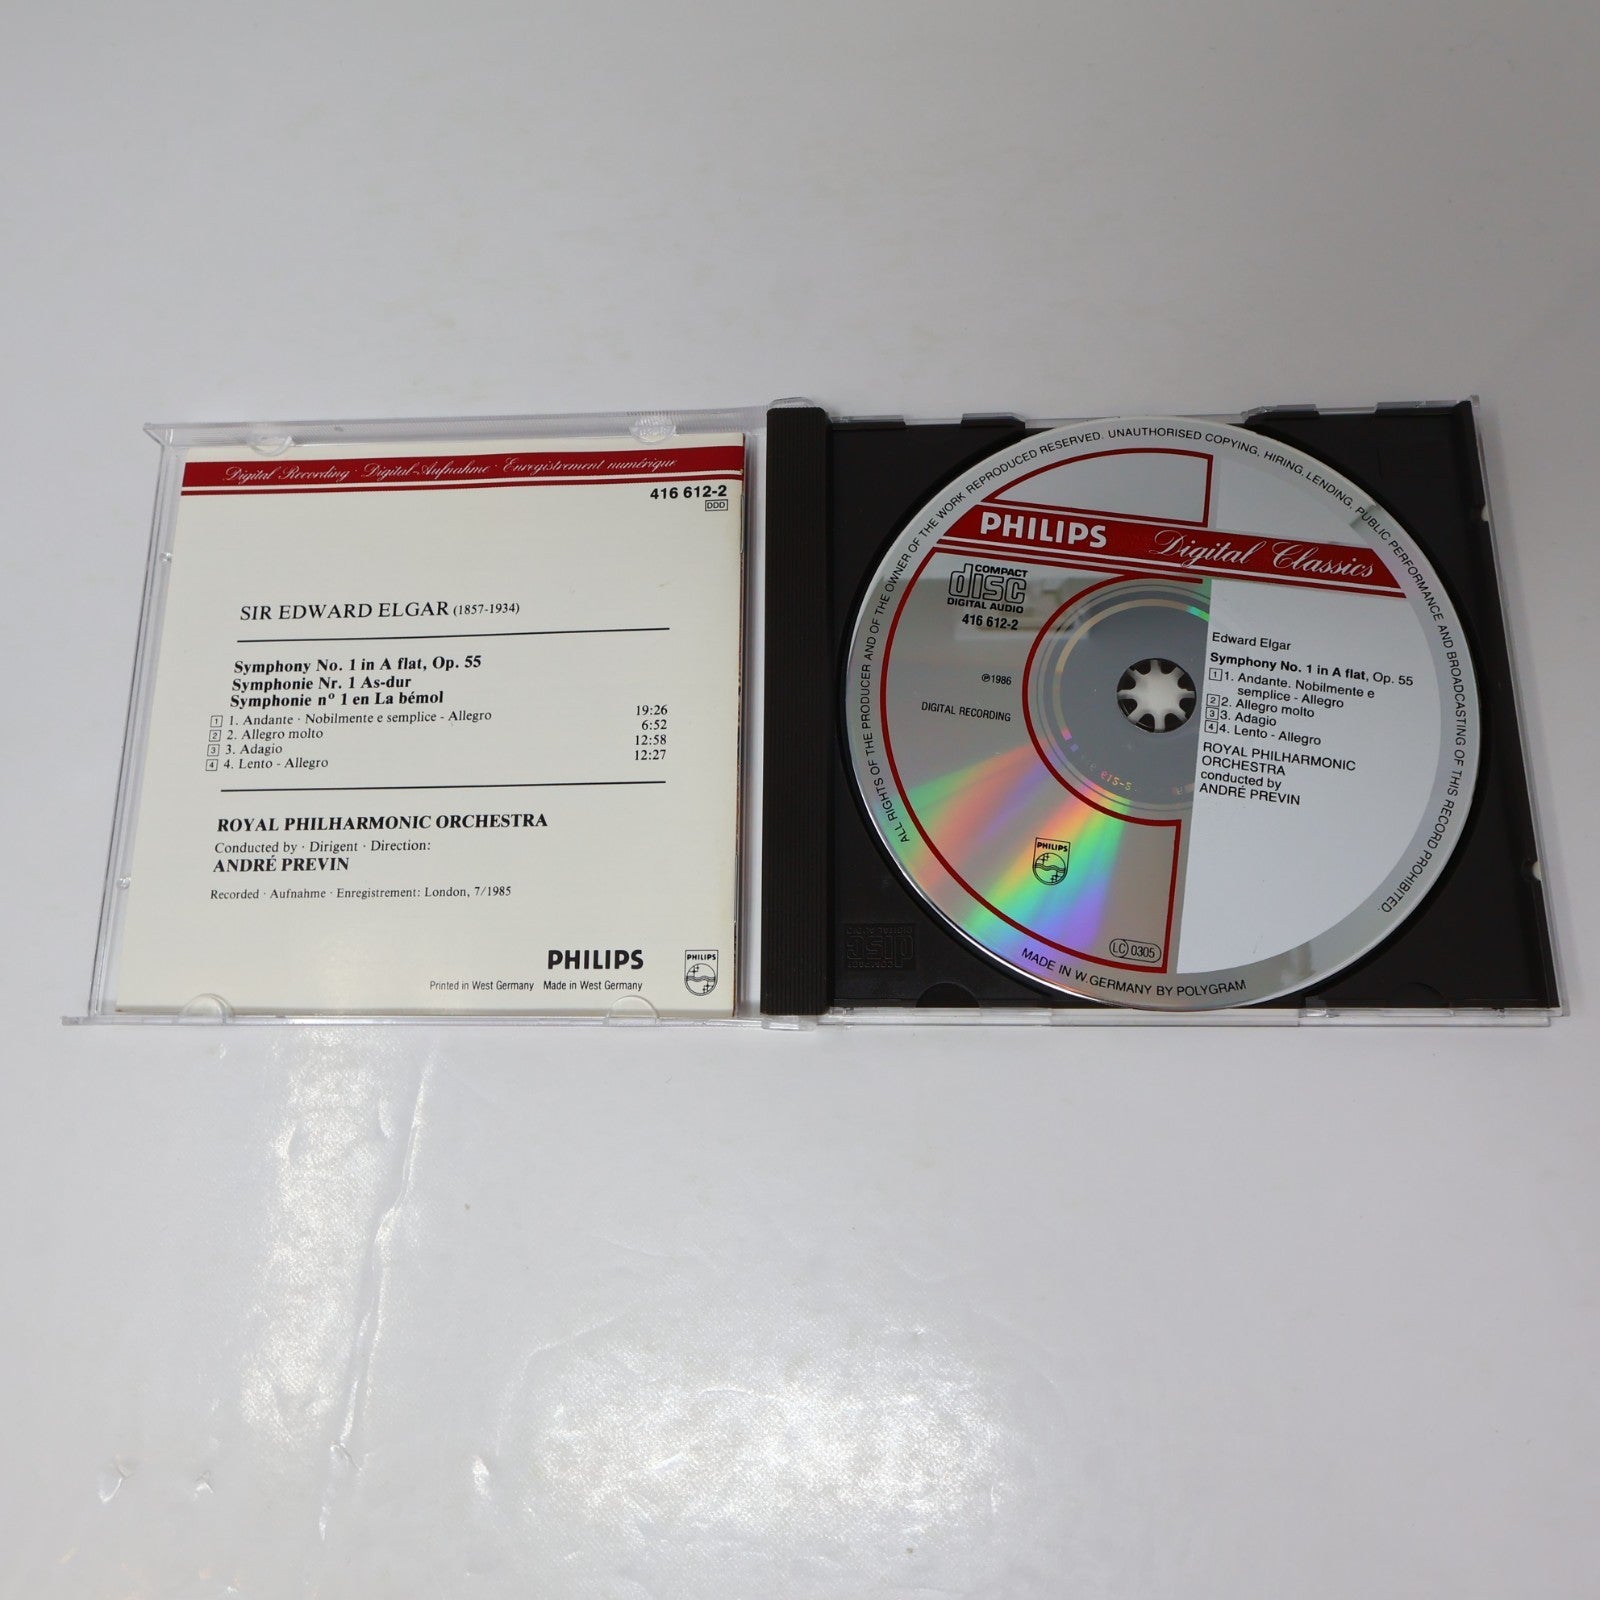 Digital Recording · Digital-Aufnahme · Enregistrement numérique
416 612-2
DDD
SIR EDWARD ELGAR (1857-1934)
Symphony No. 1 in A flat, Op. 55
Symphonie Nr. 1 As-dur
Symphonie nº 1 en La bémol
1 1. Andante · Nobilmente e semplice - Allegro 19:26
2 2. Allegro molto 6:52
3 3. Adagio 12:58
4 4. Lento - Allegro 12:27
ROYAL PHILHARMONIC ORCHESTRA
Conducted by · Dirigent · Direction:
ANDRÉ PREVIN
Recorded · Aufnahme · Enregistrement: London, 7/1985
PHILIPS
PHILIPS
Printed in West Germany Made in West Germany
ALL RIGHTS OF THE PRODUCER AND OF THE OWNER OF THE WORK REPRODUCED RESERVED. UNAUTHORISED COPYING, HIRING, LENDING, PUBLIC PERFORMANCE AND BROADCASTING OF THIS RECORD PROHIBITED.
PHILIPS Digital Classics
COMPACT
disc
DIGITAL AUDIO
416 612-2
℗1986
DIGITAL RECORDING
Edward Elgar
Symphony No. 1 in A flat, Op. 55
1 1. Andante. Nobilmente e
semplice - Allegro
2 2. Allegro molto
3 3. Adagio
4 4. Lento - Allegro
ROYAL PHILHARMONIC
ORCHESTRA
conducted by
ANDRÉ PREVIN
PHILIPS
LC 0305
MADE IN W.GERMANY BY POLYGRAM